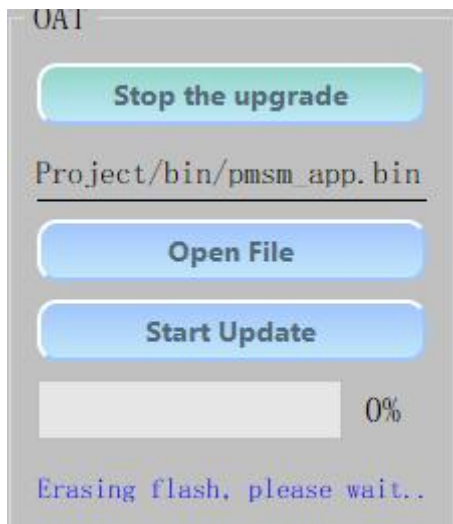 OAT
Stop the upgrade
Project/bin/pmsm_app.bin
Open File
Start Update
0%
Erasing flash, please wait..